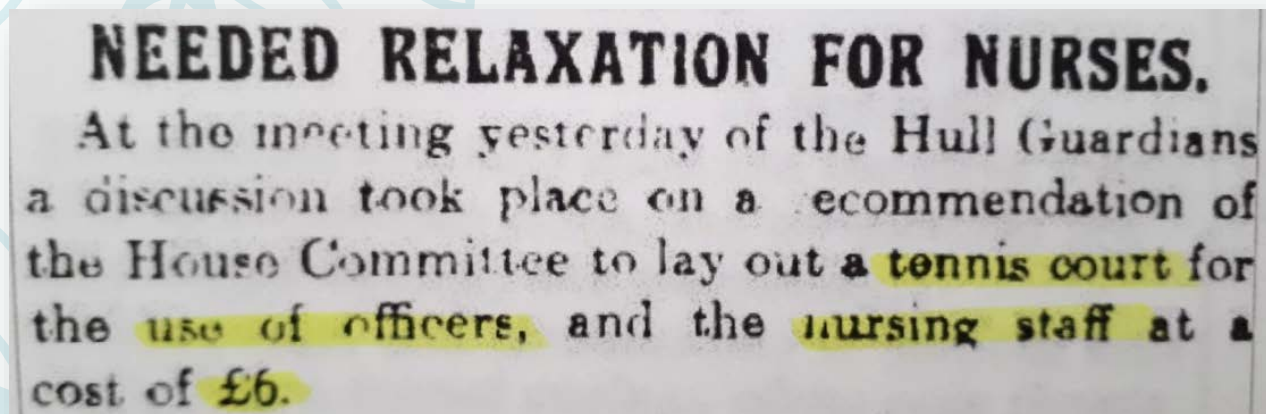 NEEDED RELAXATION FOR NURSES.
At the meeting yesterday of the Hull Guardians
a discussion took place on a recommendation of
the House Committee to lay out a tennis court for
the use of officers, and the nursing staff at a
cost of £6.